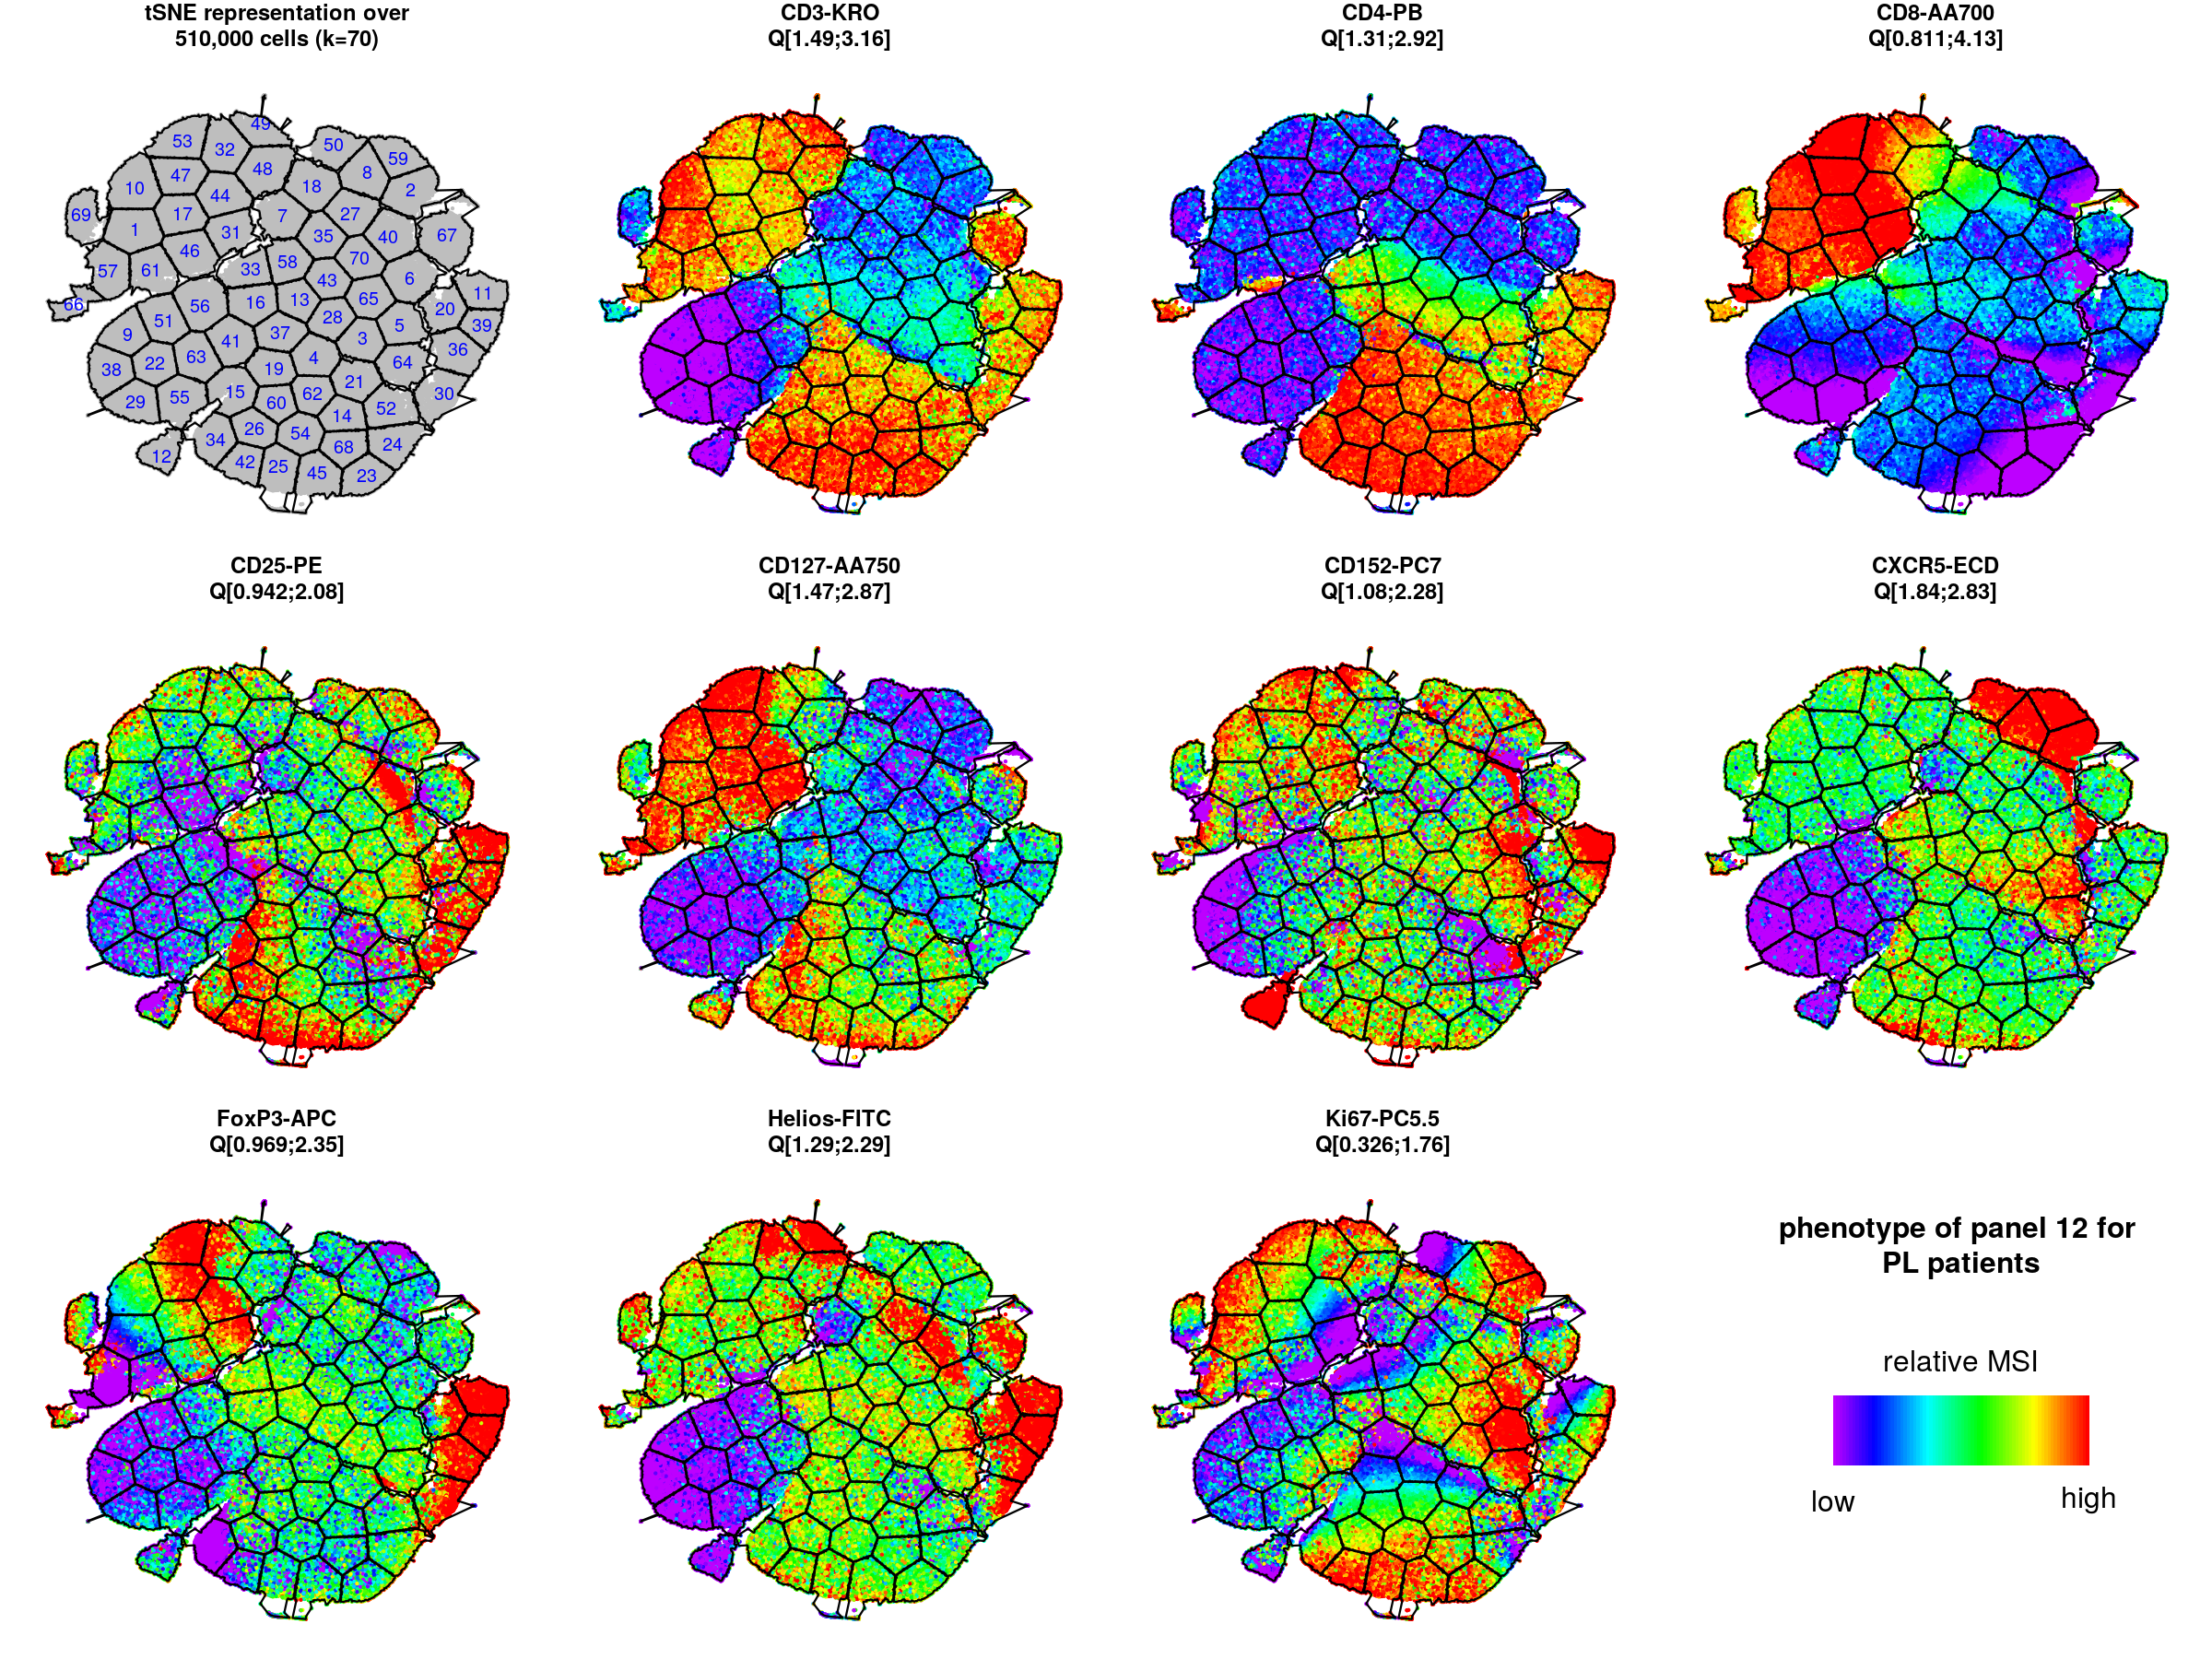 tSNE representation over
510,000 cells (k=70)
CD3-KRO
Q[1.49;3.16]
CD4-PB
Q[1.31;2.92]
CD8-AA700
Q[0.811;4.13]
49
53
32
50
59
48
8
47
10
18
2
44
69
17
7
27
1
31
35
40
67
46
58
70
57
61
33
43
6
11
66
56
16
13
65
20
51
28
39
9
41
37
3
5
36
38
22
63
4
64
19
21
29
55
15
60
62
30
14
52
34
26
54
68
24
12
42
25
45
23
CD25-PE
Q[0.942;2.08]
CD127-AA750
Q[1.47;2.87]
CD152-PC7
Q[1.08;2.28]
CXCR5-ECD
Q[1.84;2.83]
FoxP3-APC
Q[0.969;2.35]
Helios-FITC
Q[1.29;2.29]
Ki67-PC5.5
Q[0.326;1.76]
phenotype of panel 12 for
PL patients
relative MSI
low
high